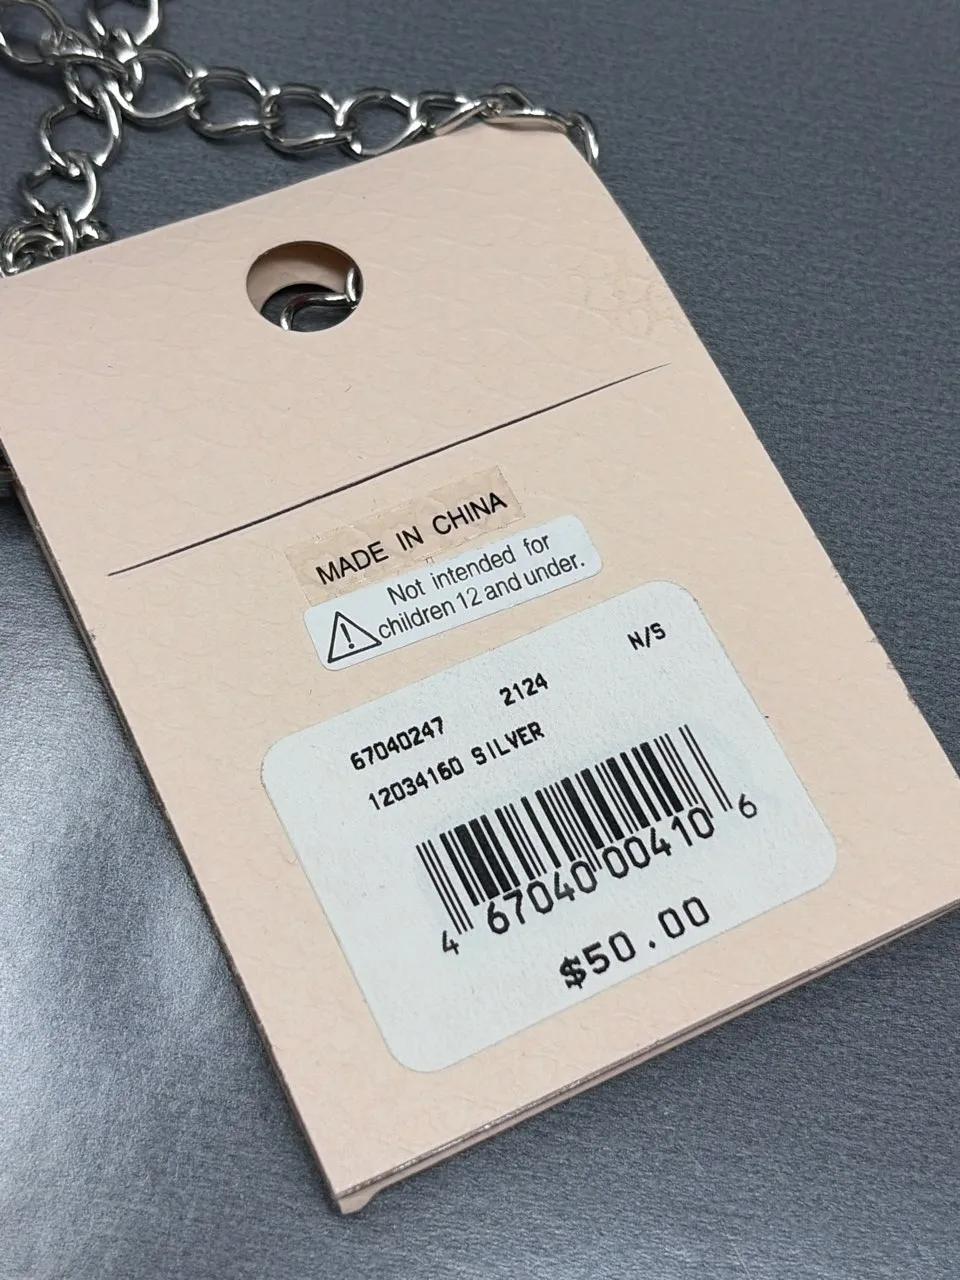 MADE IN CHINA
Not intended for
children 12 and under.
67040247 2124 N/S
12034160 SILVER
4 67040 00410 6
$50.00